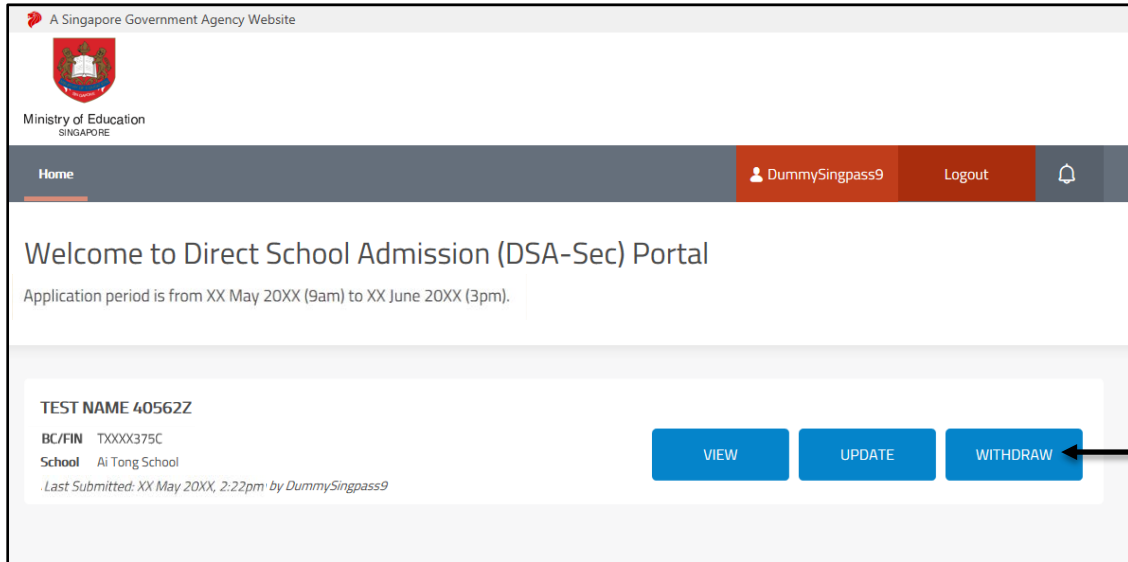 A Singapore Government Agency Website
Ministry of Education
SINGAPORE
Home
DummySingpass9
Logout
Welcome to Direct School Admission (DSA-Sec) Portal
Application period is from XX May 20XX (9am) to XX June 20XX (3pm).
TEST NAME 40562Z
BC/FIN TXXXX375C
School Ai Tong School
Last Submitted: XX May 20XX, 2:22pm by DummySingpass9
VIEW
UPDATE
WITHDRAW